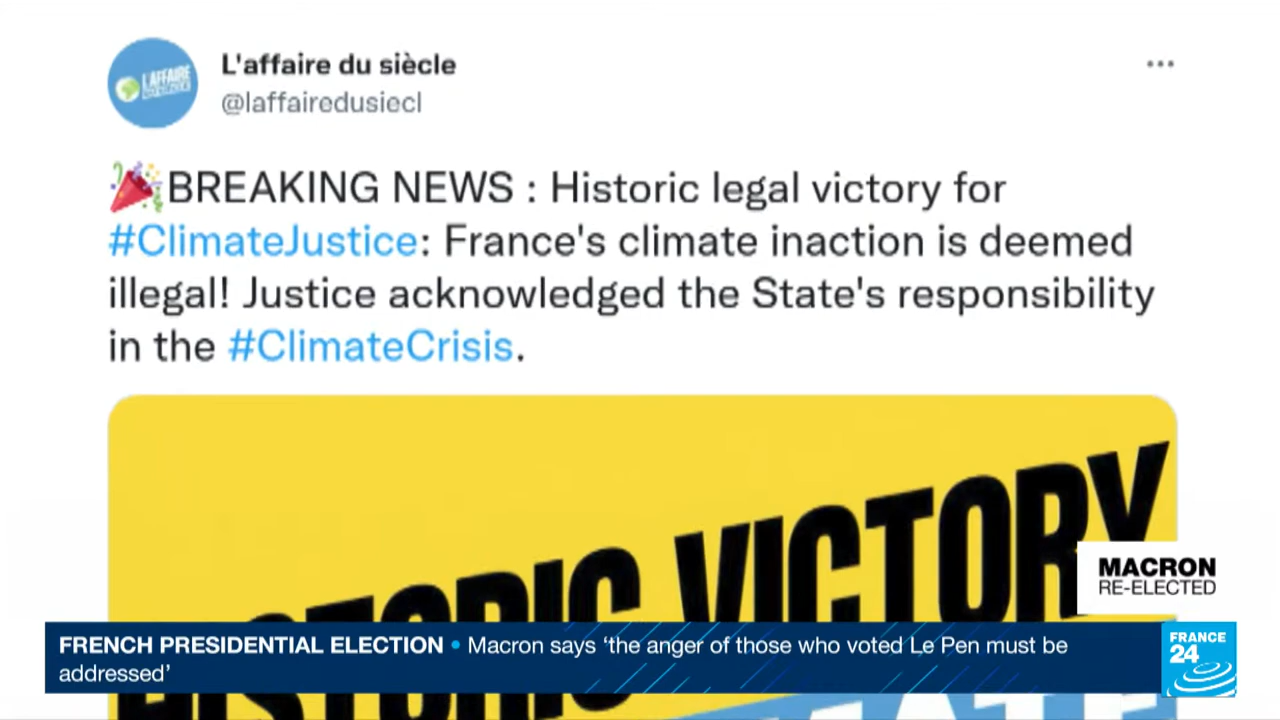 L'affaire du siècle
@laffairedusiecl
BREAKING NEWS : Historic legal victory for
#ClimateJustice: France's climate inaction is deemed
illegal! Justice acknowledged the State's responsibility
in the #ClimateCrisis.
HISTORIC VICTORY
MACRON
RE-ELECTED
FRENCH PRESIDENTIAL ELECTION • Macron says ‘the anger of those who voted Le Pen must be
addressed’
FRANCE
24